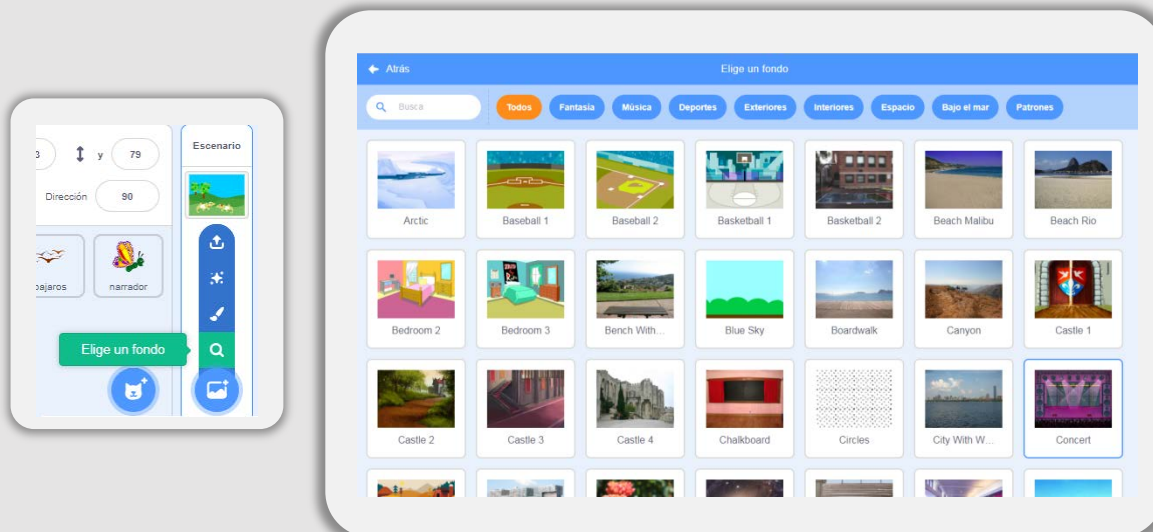 3 y 79
Escenario
Dirección 90
pajaros narrador
Elige un fondo
Atrás Elige un fondo
Busca Todos Fantasía Música Deportes Exteriores Interiores Espacio Bajo el mar Patrones
Arctic Baseball 1 Baseball 2 Basketball 1 Basketball 2 Beach Malibu Beach Rio
Bedroom 2 Bedroom 3 Bench With... Blue Sky Boardwalk Canyon Castle 1
Castle 2 Castle 3 Castle 4 Chalkboard Circles City With W... Concert